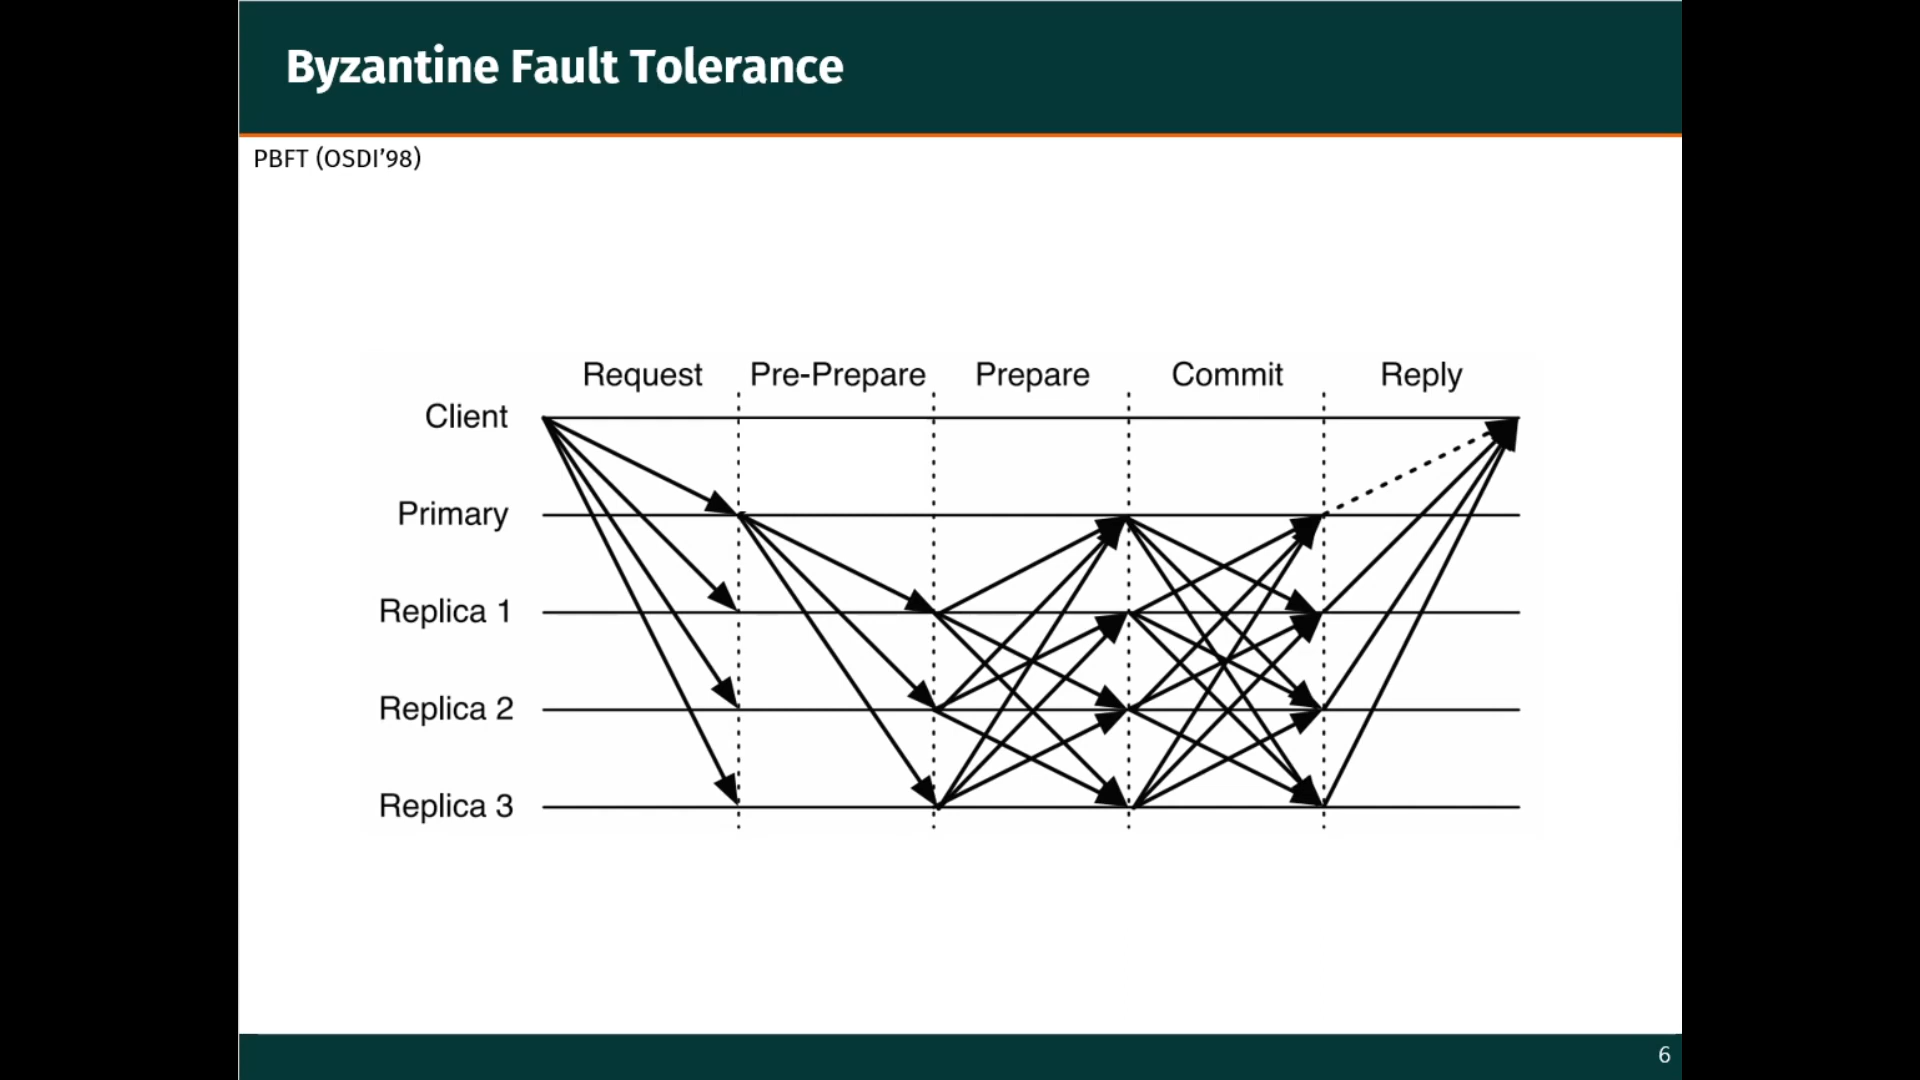 Byzantine Fault Tolerance
PBFT (OSDI’98)
Request Pre-Prepare Prepare Commit Reply
Client
Primary
Replica 1
Replica 2
Replica 3
6